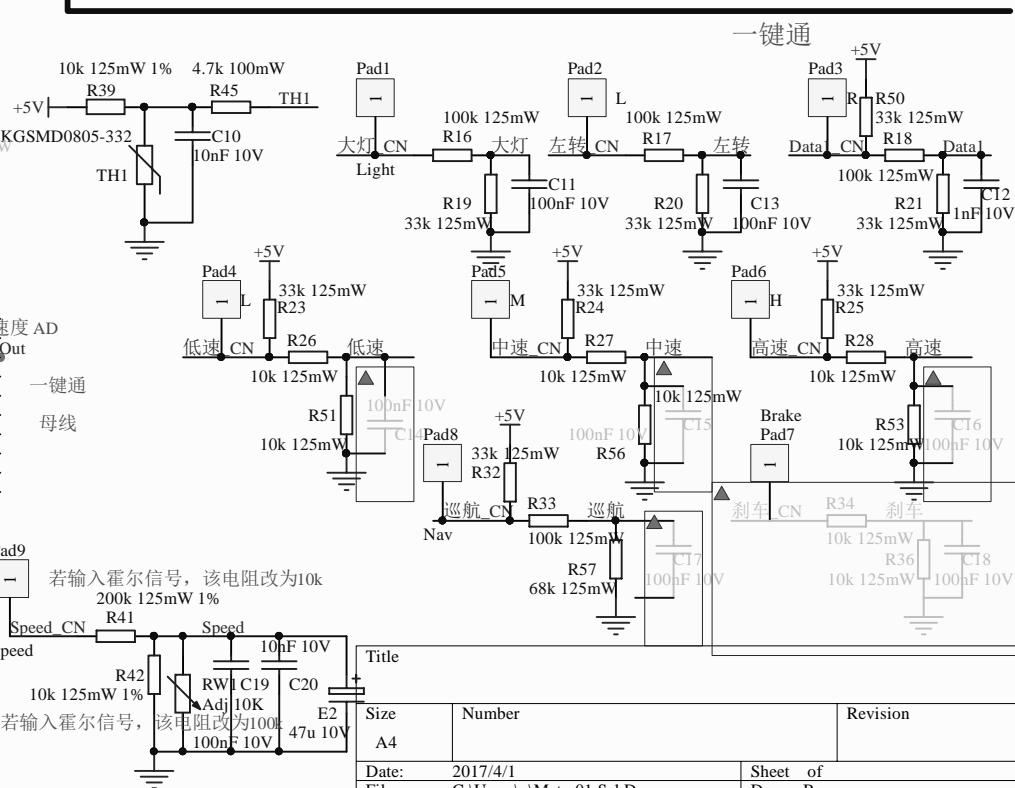 一键通
10k 125mW 1%
4.7k 100mW
R39
R45
+5V
TH1
KGSMD0805-332
W
C10
10nF 10V
TH1
Pad1
1
100k 125mW
大灯_CN
R16
大灯
Light
C11
100nF 10V
R19
33k 125mW
Pad2
1
L
100k 125mW
左转_CN
R17
左转
R20
33k 125mW
C13
100nF 10V
+5V
Pad3
1
R
R50
33k 125mW
R18
Data1_CN
Data1
100k 125mW
R21
33k 125mW
C12
1nF 10V
+5V
Pad4
1
L
33k 125mW
R23
低速_CN
R26
低速
10k 125mW
R51
10k 125mW
100nF 10V
C14
+5V
Pad5
1
M
33k 125mW
R24
中速_CN
R27
中速
10k 125mW
10k 125mW
100nF 10V
C15
R56
+5V
Pad6
1
H
33k 125mW
R25
高速_CN
R28
高速
10k 125mW
R53
10k 125mW
C16
100nF 10V
速度 AD
Out
一键通
母线
+5V
Pad8
1
33k 125mW
R32
巡航_CN
R33
巡航
Nav
100k 125mW
R57
68k 125mW
C17
100nF 10V
Brake
Pad7
1
刹车_CN
R34
刹车
10k 125mW
R36
10k 125mW
C18
100nF 10V
ad9
1
若输入霍尔信号，该电阻改为10k
200k 125mW 1%
Speed_CN
R41
Speed
peed
10nF 10V
R42
10k 125mW 1%
RW1
Adj 10K
C19
C20
E2
47u 10V
若输入霍尔信号，该电阻改为100k
100nF 10V
Title
Size
Number
Revision
A4
Date:
2017/4/1
Sheet of